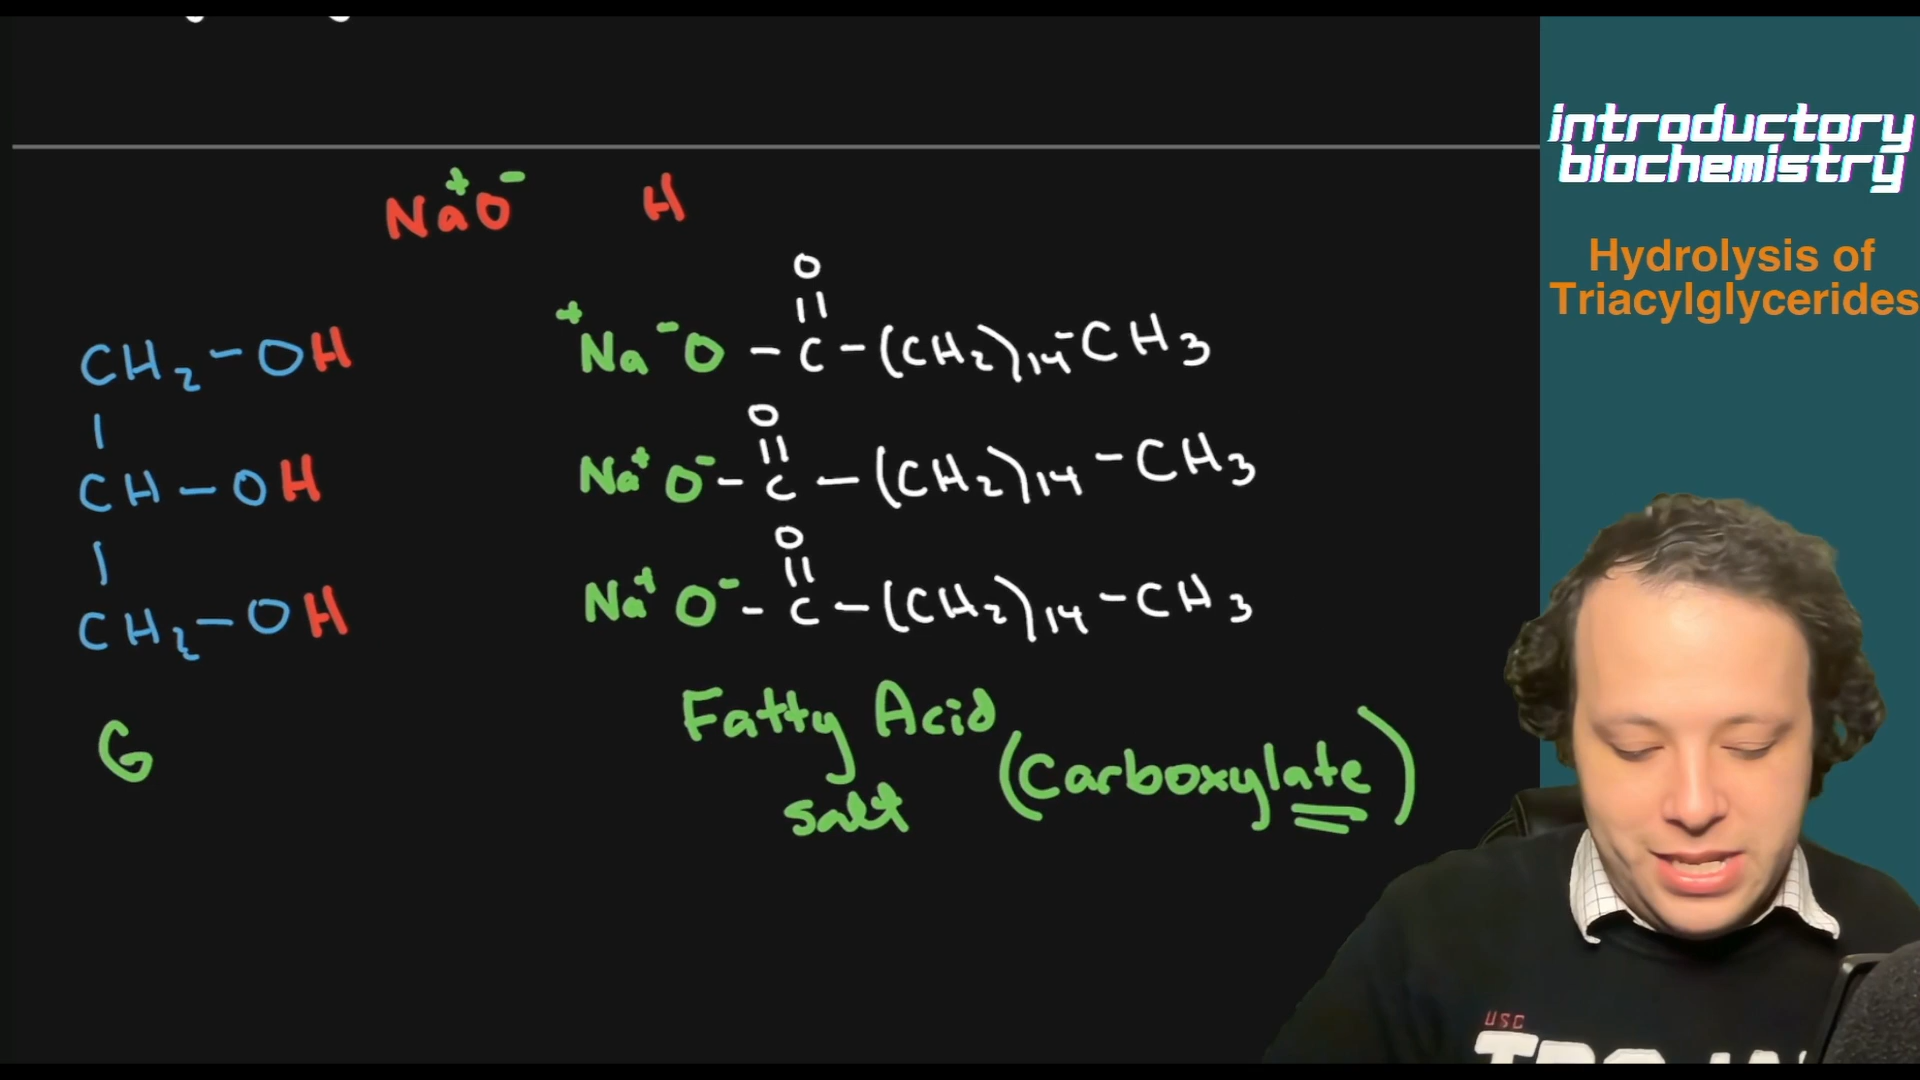 introductory
biochemistry
Hydrolysis of
Triacylglycerides
Na⁺O⁻ H
O
||
CH₂-OH ⁺Na ⁻O-C-(CH₂)₁₄-CH₃
|
O
||
CH-OH Na⁺ O⁻-C-(CH₂)₁₄-CH₃
|
O
||
CH₂-OH Na⁺ O⁻-C-(CH₂)₁₄-CH₃
Fatty Acid
G
salt (Carboxylate)
USC